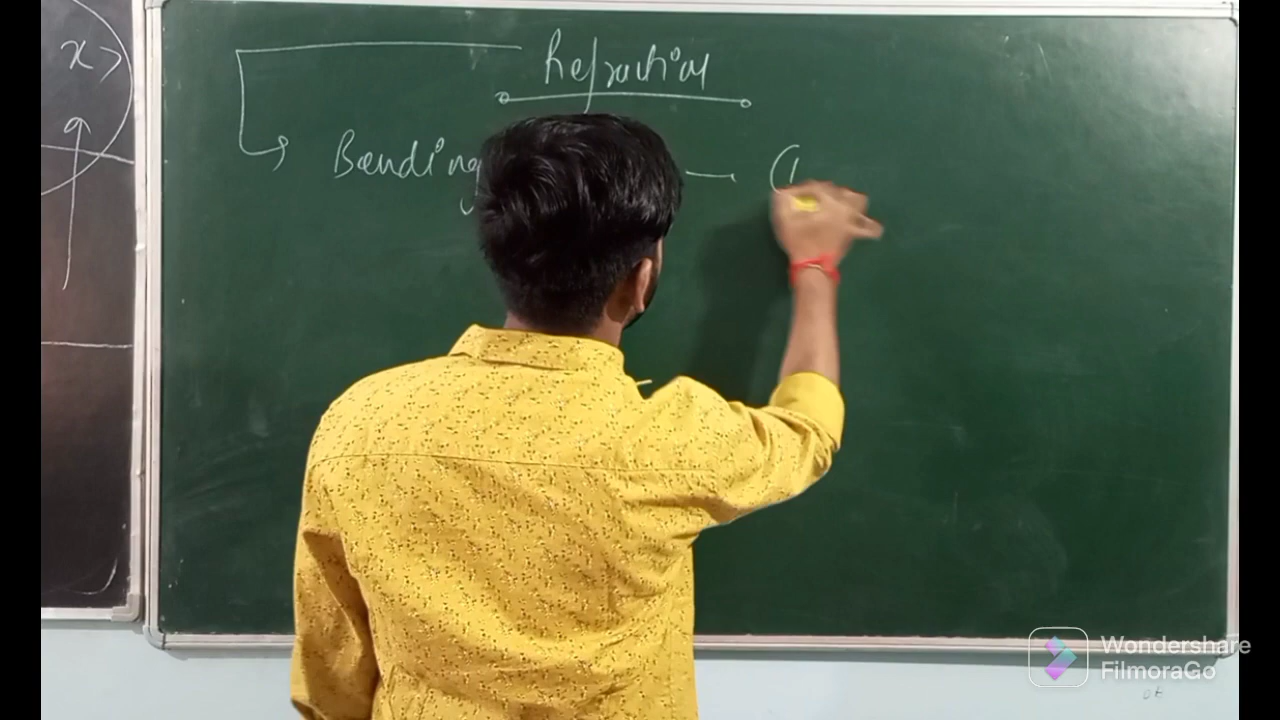 x >
Refraction
Bending — (
Wondershare
FilmoraGo